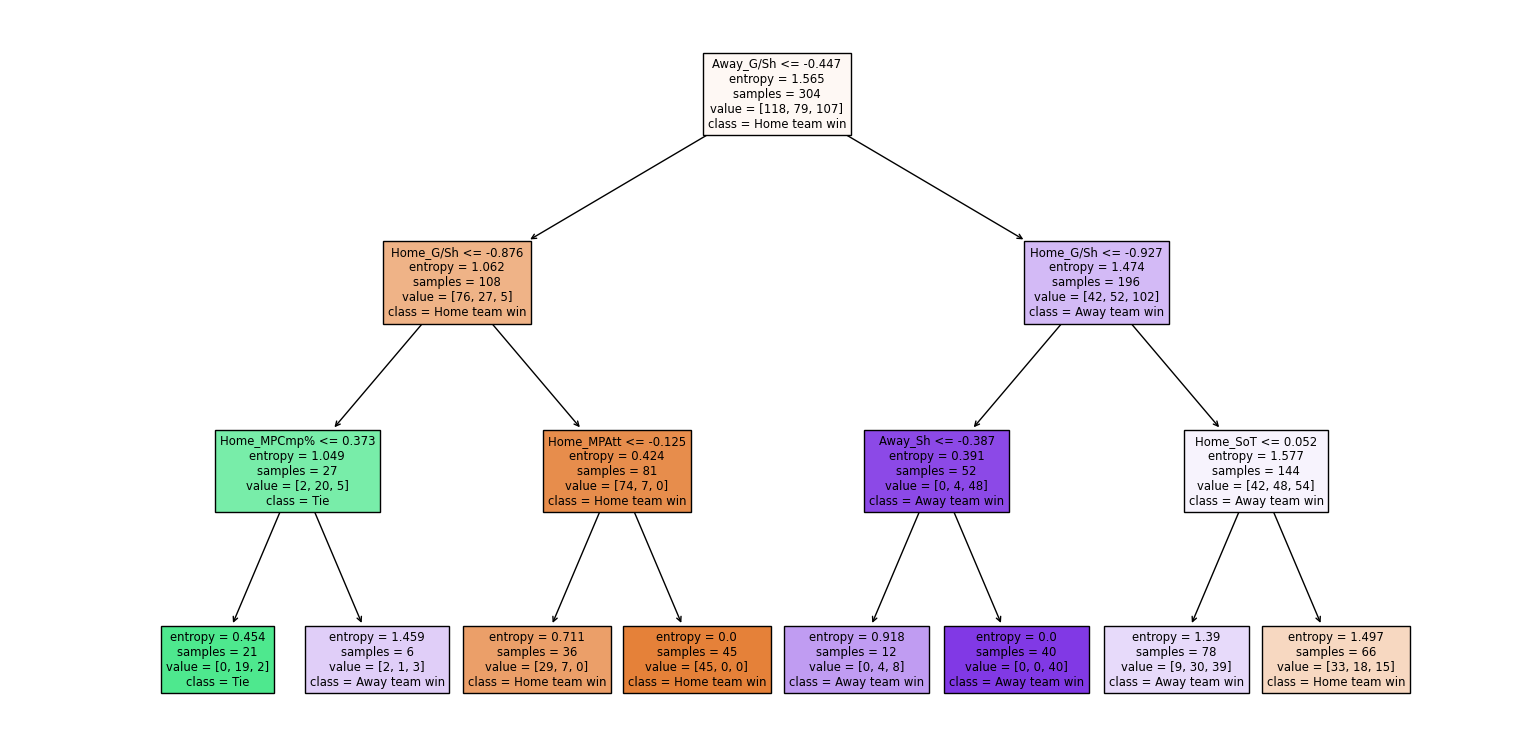 Away_G/Sh <= -0.447
entropy = 1.565
samples = 304
value = [118, 79, 107]
class = Home team win
Home_G/Sh <= -0.876
entropy = 1.062
samples = 108
value = [76, 27, 5]
class = Home team win
Home_G/Sh <= -0.927
entropy = 1.474
samples = 196
value = [42, 52, 102]
class = Away team win
Home_MPCmp% <= 0.373
entropy = 1.049
samples = 27
value = [2, 20, 5]
class = Tie
Home_MPAtt <= -0.125
entropy = 0.424
samples = 81
value = [74, 7, 0]
class = Home team win
Away_Sh <= -0.387
entropy = 0.391
samples = 52
value = [0, 4, 48]
class = Away team win
Home_SoT <= 0.052
entropy = 1.577
samples = 144
value = [42, 48, 54]
class = Away team win
entropy = 0.454
samples = 21
value = [0, 19, 2]
class = Tie
entropy = 1.459
samples = 6
value = [2, 1, 3]
class = Away team win
entropy = 0.711
samples = 36
value = [29, 7, 0]
class = Home team win
entropy = 0.0
samples = 45
value = [45, 0, 0]
class = Home team win
entropy = 0.918
samples = 12
value = [0, 4, 8]
class = Away team win
entropy = 0.0
samples = 40
value = [0, 0, 40]
class = Away team win
entropy = 1.39
samples = 78
value = [9, 30, 39]
class = Away team win
entropy = 1.497
samples = 66
value = [33, 18, 15]
class = Home team win